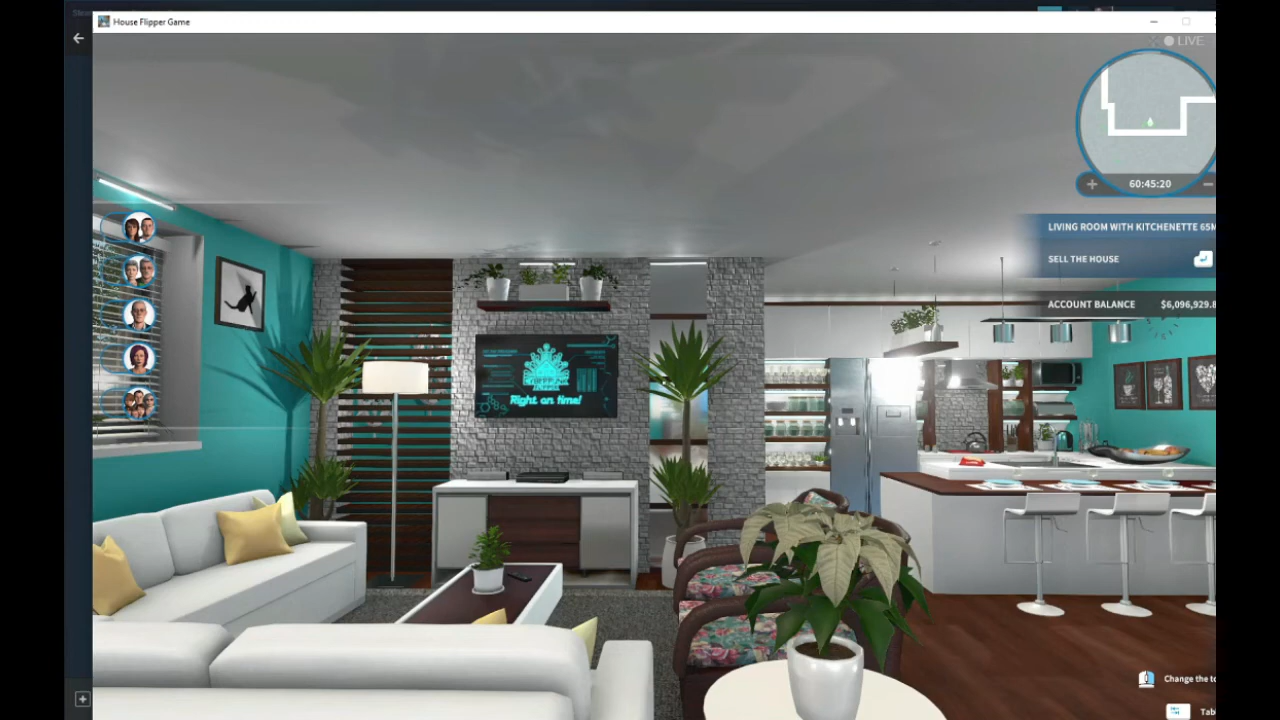 House Flipper Game
LIVE
60:45:20
LIVING ROOM WITH KITCHENETTE 65M
SELL THE HOUSE
ACCOUNT BALANCE $6,096,929.8
Right on time!
Change the to
Tab